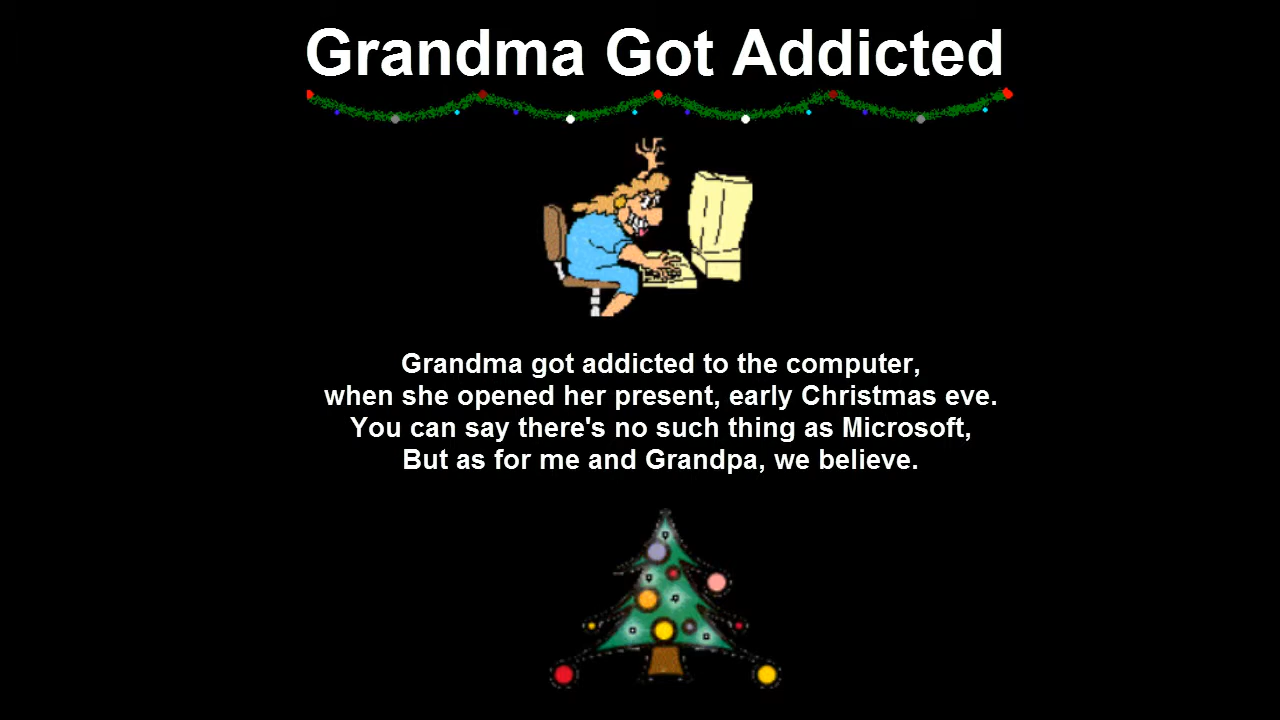 Grandma Got Addicted
Grandma got addicted to the computer,
when she opened her present, early Christmas eve.
You can say there's no such thing as Microsoft,
But as for me and Grandpa, we believe.